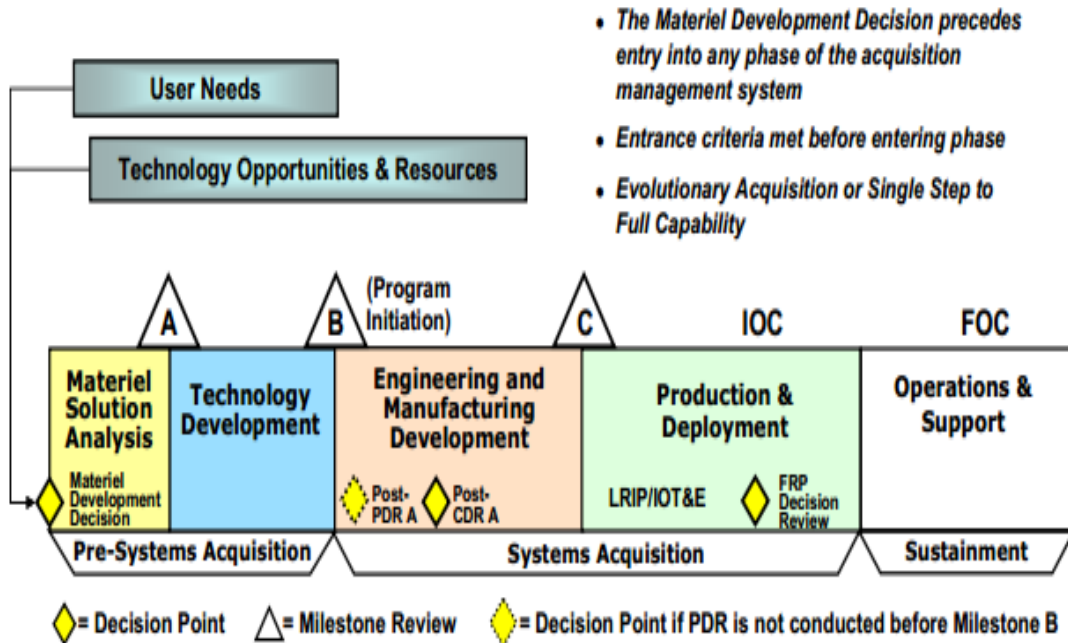 • The Materiel Development Decision precedes
entry into any phase of the acquisition
management system
• Entrance criteria met before entering phase
• Evolutionary Acquisition or Single Step to
Full Capability
User Needs
Technology Opportunities & Resources
A
B
(Program
Initiation)
C
IOC
FOC
Materiel
Solution
Analysis
Materiel
Development
Decision
Technology
Development
Engineering and
Manufacturing
Development
Post-
PDR A
Post-
CDR A
Production &
Deployment
LRIP/IOT&E
FRP
Decision
Review
Operations &
Support
Pre-Systems Acquisition
Systems Acquisition
Sustainment
= Decision Point
= Milestone Review
= Decision Point if PDR is not conducted before Milestone B